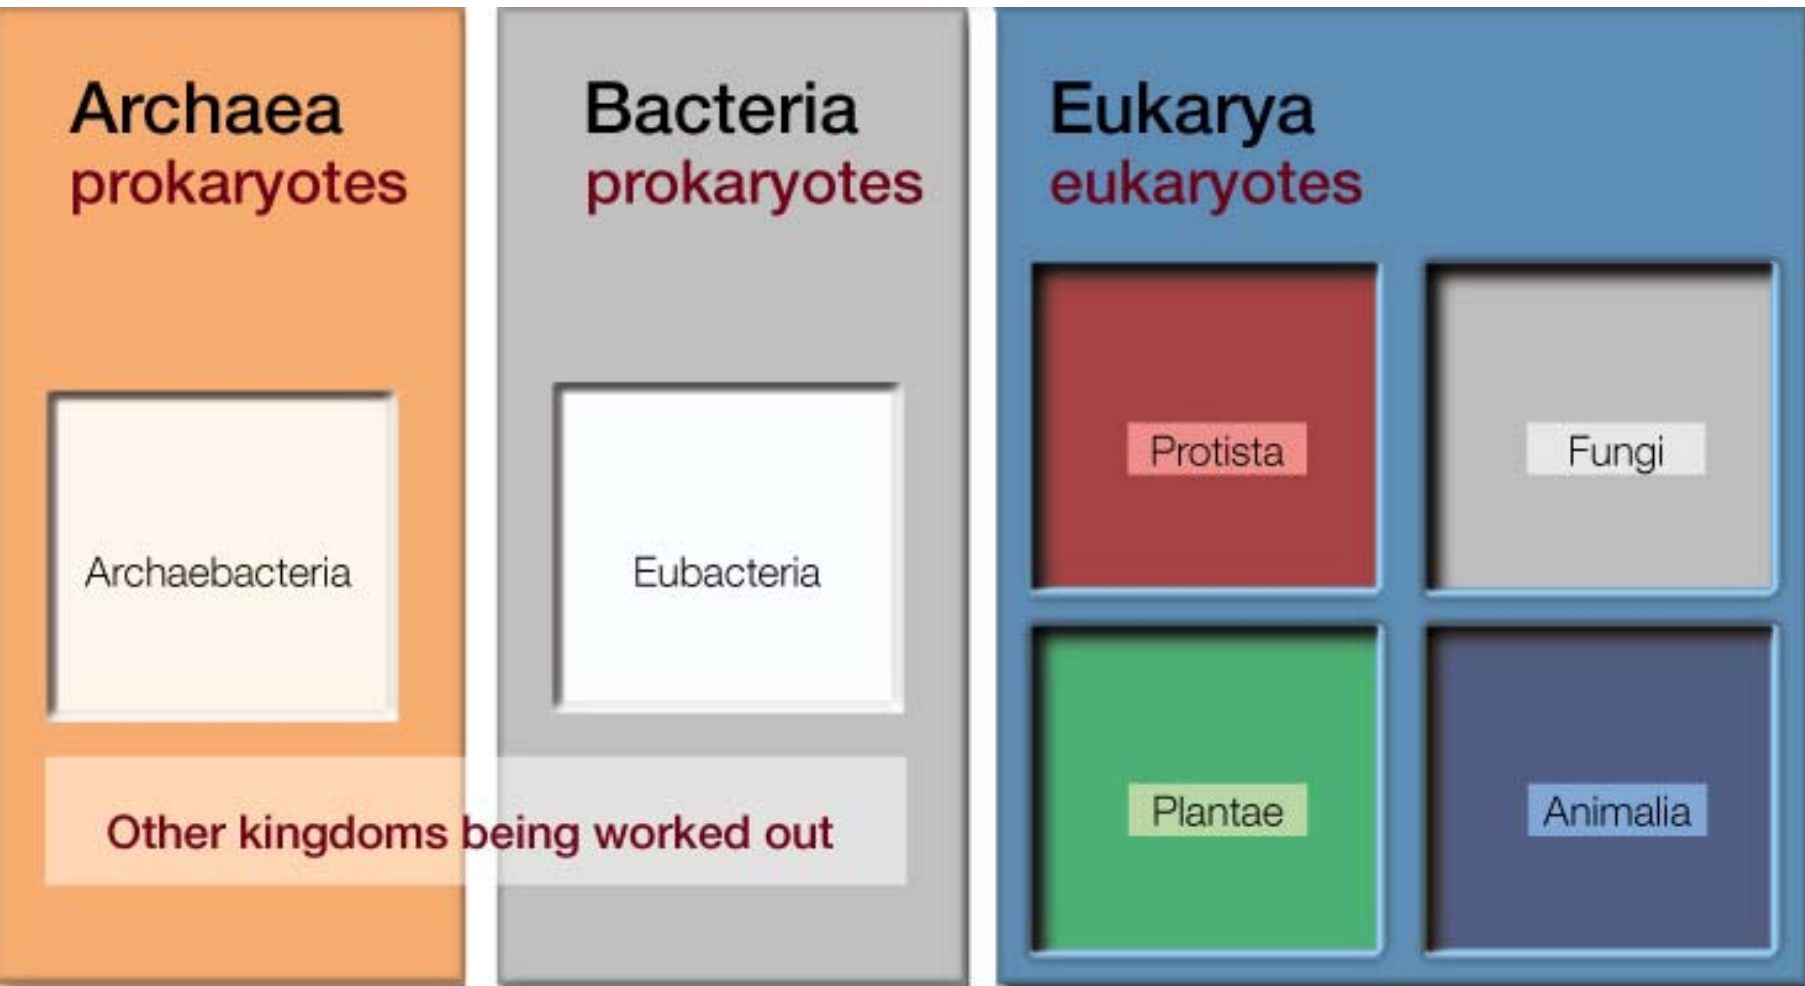 Archaea
prokaryotes
Archaebacteria
Bacteria
prokaryotes
Eubacteria
Other kingdoms being worked out
Eukarya
eukaryotes
Protista
Fungi
Plantae
Animalia